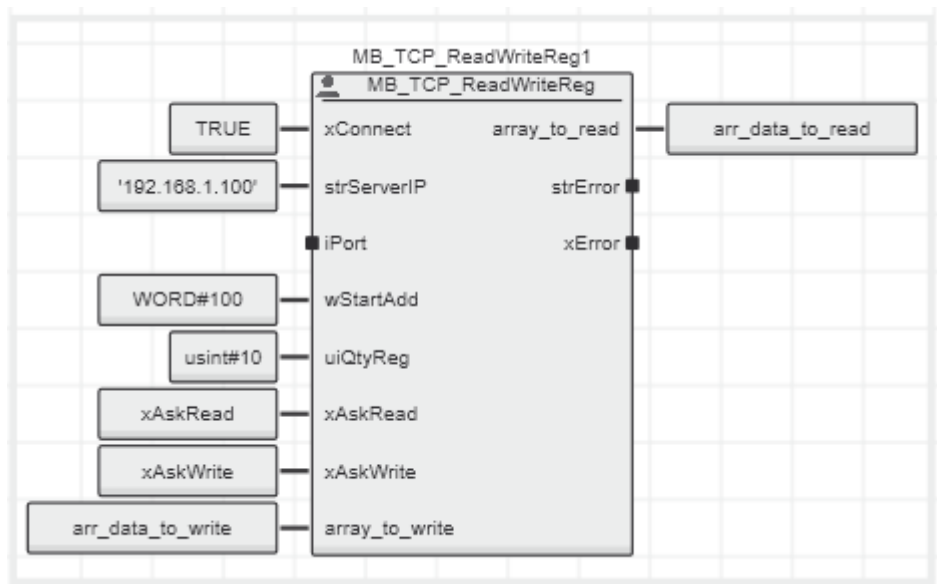 MB_TCP_ReadWriteReg1
MB_TCP_ReadWriteReg
TRUE xConnect array_to_read arr_data_to_read
'192.168.1.100' strServerIP strError
iPort xError
WORD#100 wStartAdd
usint#10 uiQtyReg
xAskRead xAskRead
xAskWrite xAskWrite
arr_data_to_write array_to_write